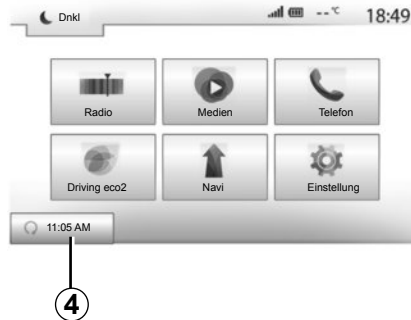 Dnkl
--°C 18:49
Radio Medien Telefon
Driving eco2 Navi Einstellung
11:05 AM
4